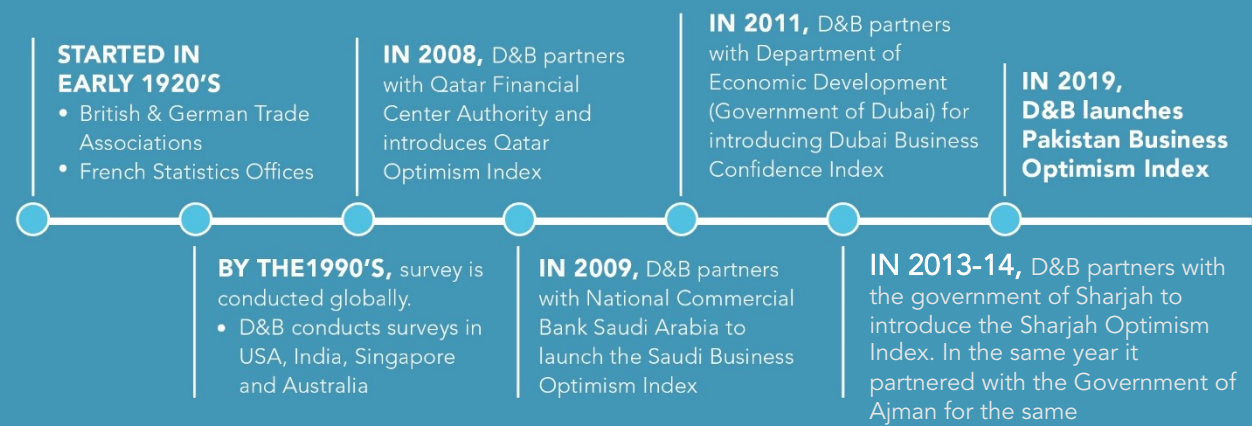 STARTED IN
EARLY 1920'S
• British & German Trade
Associations
• French Statistics Offices
BY THE1990'S, survey is
conducted globally.
• D&B conducts surveys in
USA, India, Singapore
and Australia
IN 2008, D&B partners
with Qatar Financial
Center Authority and
introduces Qatar
Optimism Index
IN 2009, D&B partners
with National Commercial
Bank Saudi Arabia to
launch the Saudi Business
Optimism Index
IN 2011, D&B partners
with Department of
Economic Development
(Government of Dubai) for
introducing Dubai Business
Confidence Index
IN 2013-14, D&B partners with
the government of Sharjah to
introduce the Sharjah Optimism
Index. In the same year it
partnered with the Government of
Ajman for the same
IN 2019,
D&B launches
Pakistan Business
Optimism Index